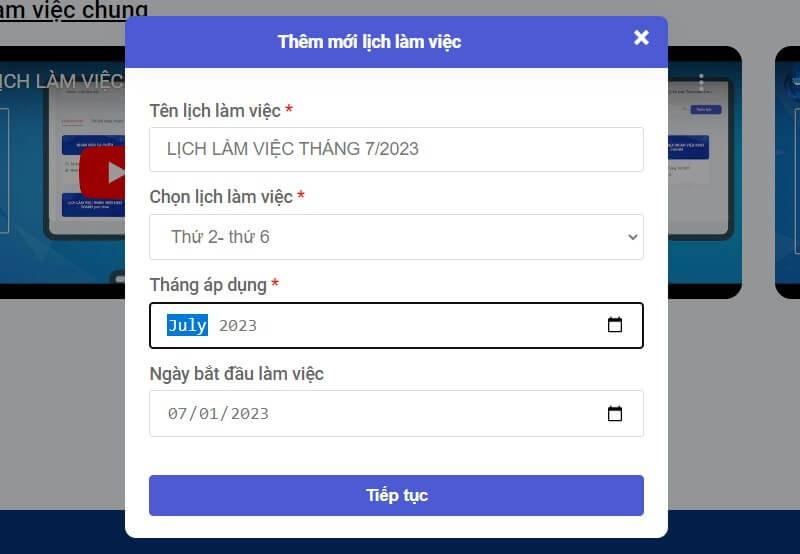 àm việc chung
ỊCH LÀM VIỆC
Thêm mới lịch làm việc
Tên lịch làm việc *
LỊCH LÀM VIỆC THÁNG 7/2023
Chọn lịch làm việc *
Thứ 2- thứ 6
Tháng áp dụng *
July 2023
Ngày bắt đầu làm việc
07/01/2023
Tiếp tục